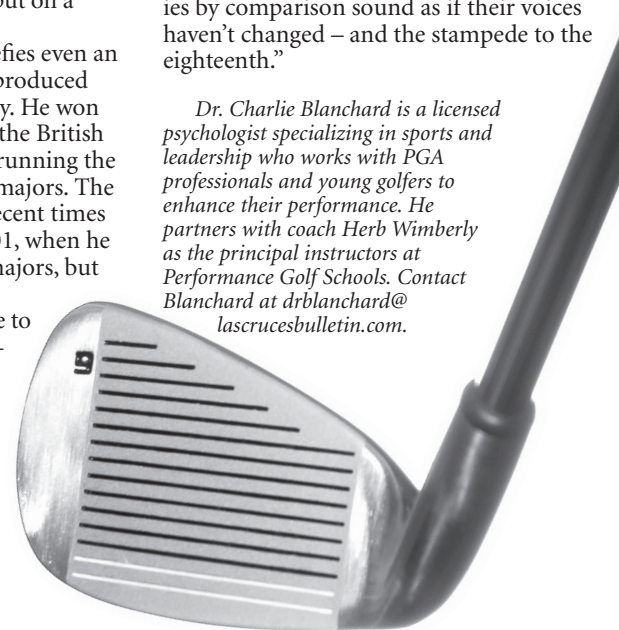 on a
efies even an
produced
y. He won
the British
running the
majors. The
ecent times
01, when he
majors, but
e to
-
ies by comparison sound as if their voices
haven’t changed – and the stampede to the
eighteenth.”
Dr. Charlie Blanchard is a licensed
psychologist specializing in sports and
leadership who works with PGA
professionals and young golfers to
enhance their performance. He
partners with coach Herb Wimberly
as the principal instructors at
Performance Golf Schools. Contact
Blanchard at drblanchard@
lascrucesbulletin.com.